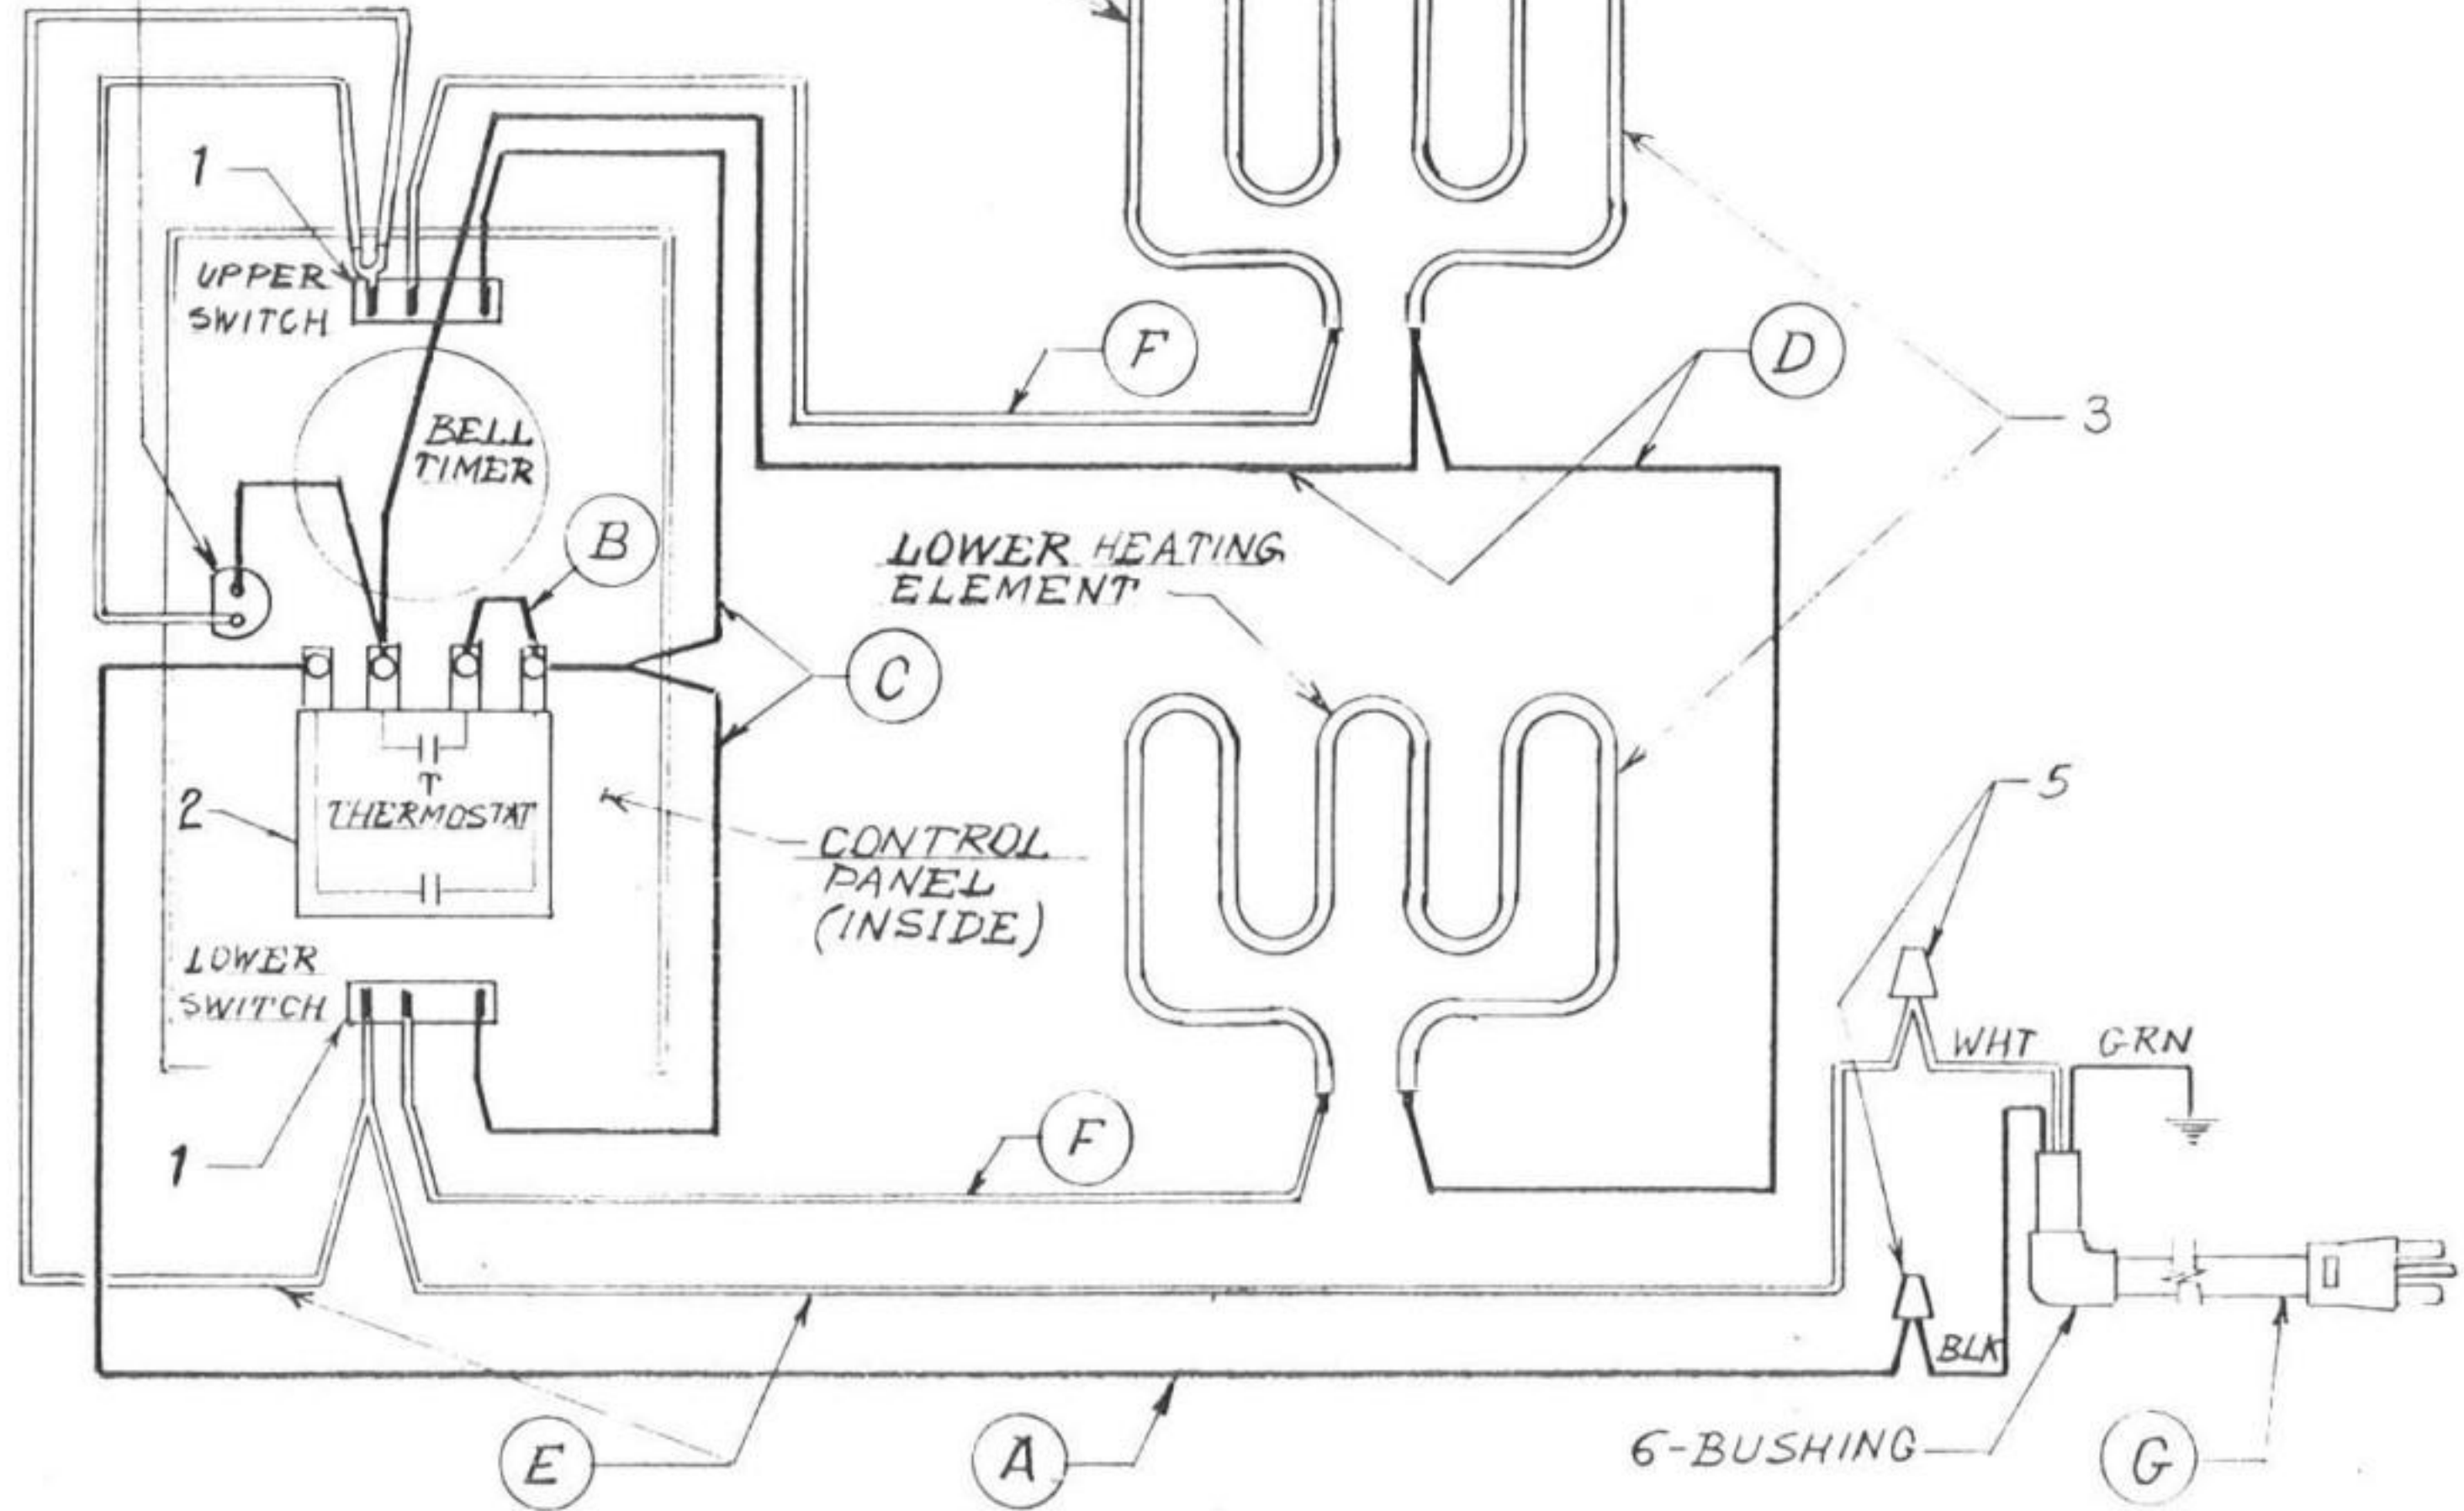 1
UPPER
SWITCH
F
D
3
BELL
TIMER
B
LOWER HEATING
ELEMENT
C
T
THERMOSTAT
2
CONTROL
PANEL
(INSIDE)
5
LOWER
SWITCH
WHT
GRN
1
F
BLK
E
A
6-BUSHING
G